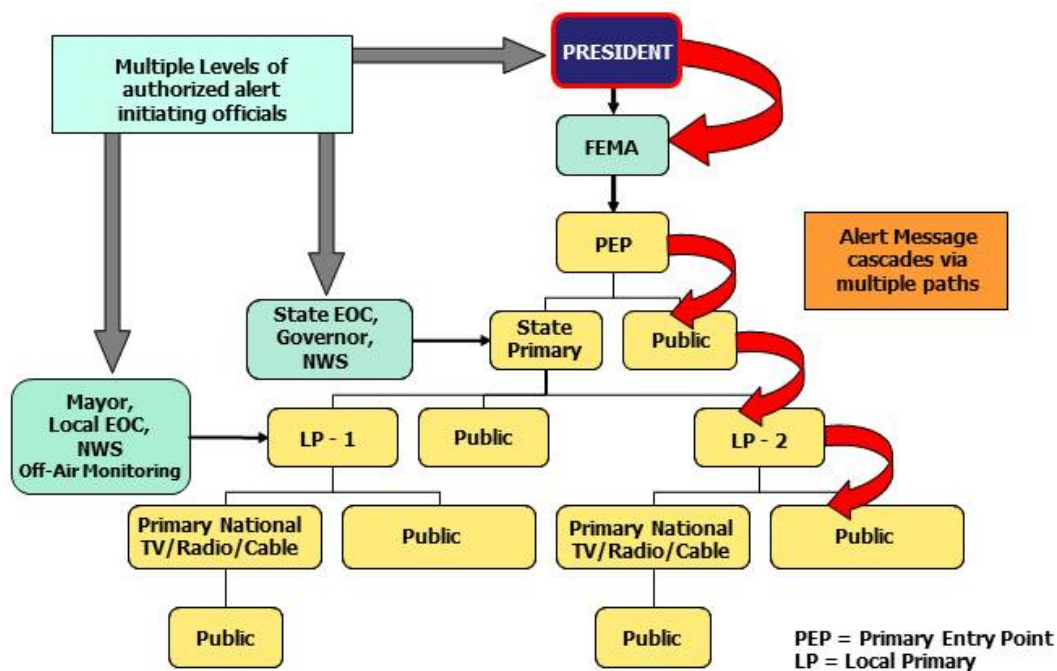 Multiple Levels of
authorized alert
initiating officials
PRESIDENT
FEMA
PEP
Alert Message
cascades via
multiple paths
State EOC,
Governor,
NWS
State
Primary
Public
Mayor,
Local EOC,
NWS
Off-Air Monitoring
LP - 1
Public
LP - 2
Primary National
TV/Radio/Cable
Public
Primary National
TV/Radio/Cable
Public
Public
Public
PEP = Primary Entry Point
LP = Local Primary